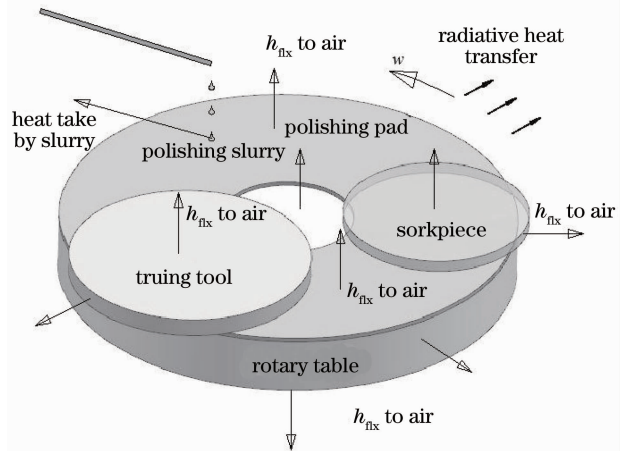 h_flx to air
radiative heat
transfer
w
heat take
by slurry
polishing pad
polishing slurry
h_flx to air
h_flx to air
sorkpiece
truing tool
h_flx to air
rotary table
h_flx to air